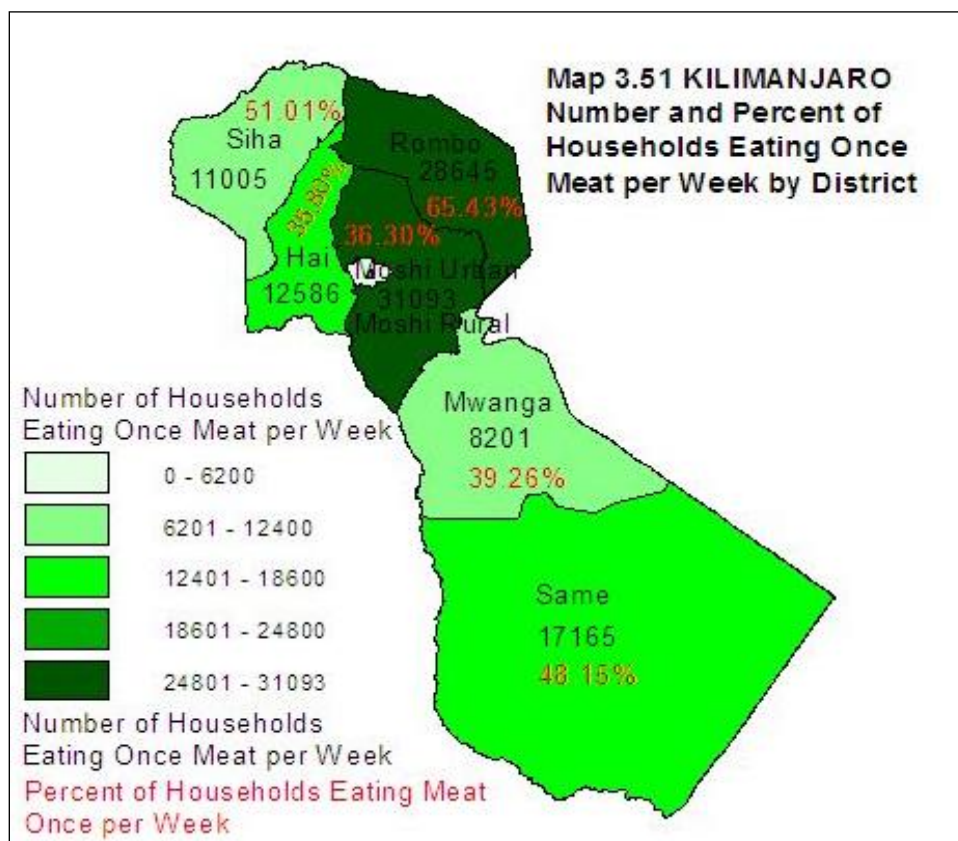 Map 3.51 KILIMANJARO
Number and Percent of
Households Eating Once
Meat per Week by District
51.01%
Siha
11005
Rombo
28645
65.43%
35.80%
36.30%
Hai
12586
Moshi Urban
31093
Moshi Rural
Mwanga
8201
39.26%
Same
17165
48.15%
Number of Households
Eating Once Meat per Week
0 - 6200
6201 - 12400
12401 - 18600
18601 - 24800
24801 - 31093
Number of Households
Eating Once Meat per Week
Percent of Households Eating Meat
Once per Week